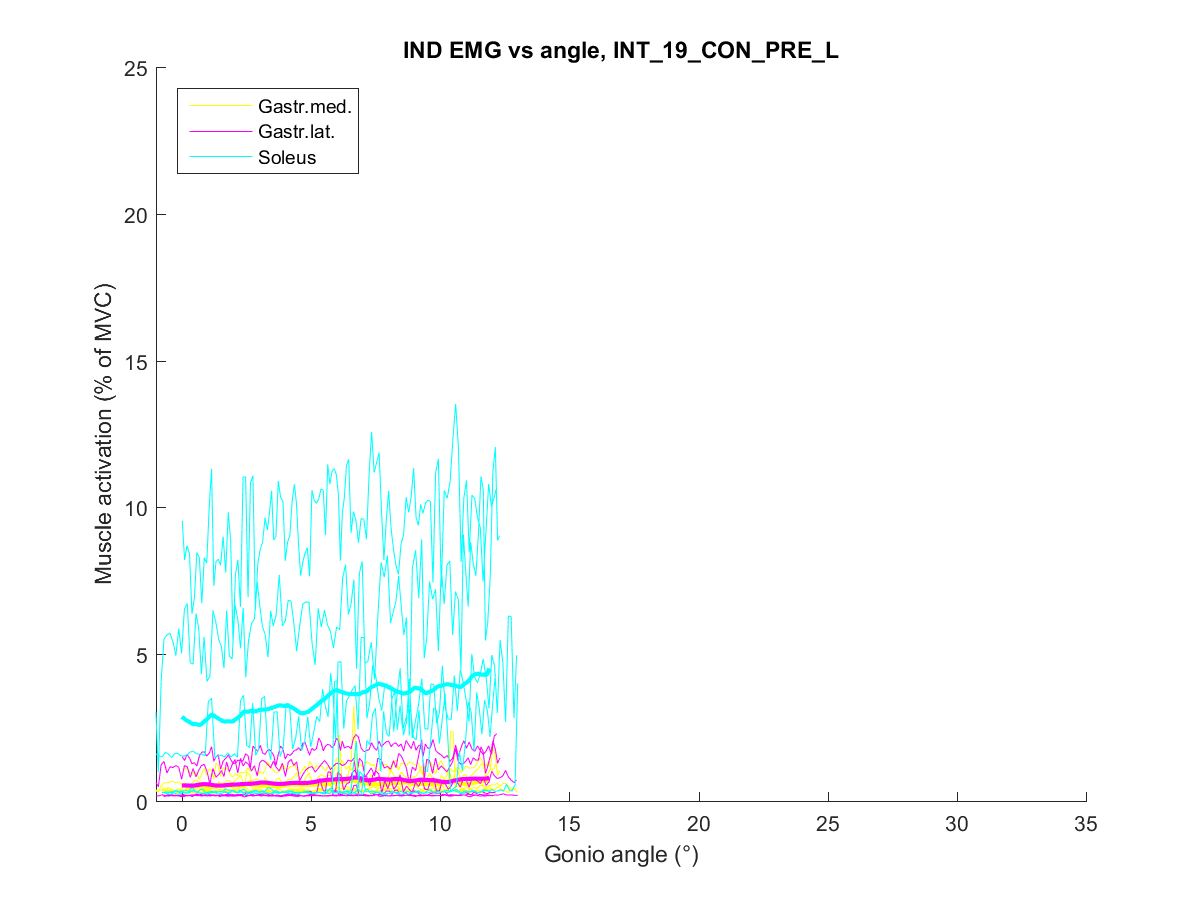 IND EMG vs angle, INT_19_CON_PRE_L
25
20
15
10
5
0
Muscle activation (% of MVC)
Gastr.med.
Gastr.lat.
Soleus
0 5 10 15 20 25 30 35
Gonio angle (°)